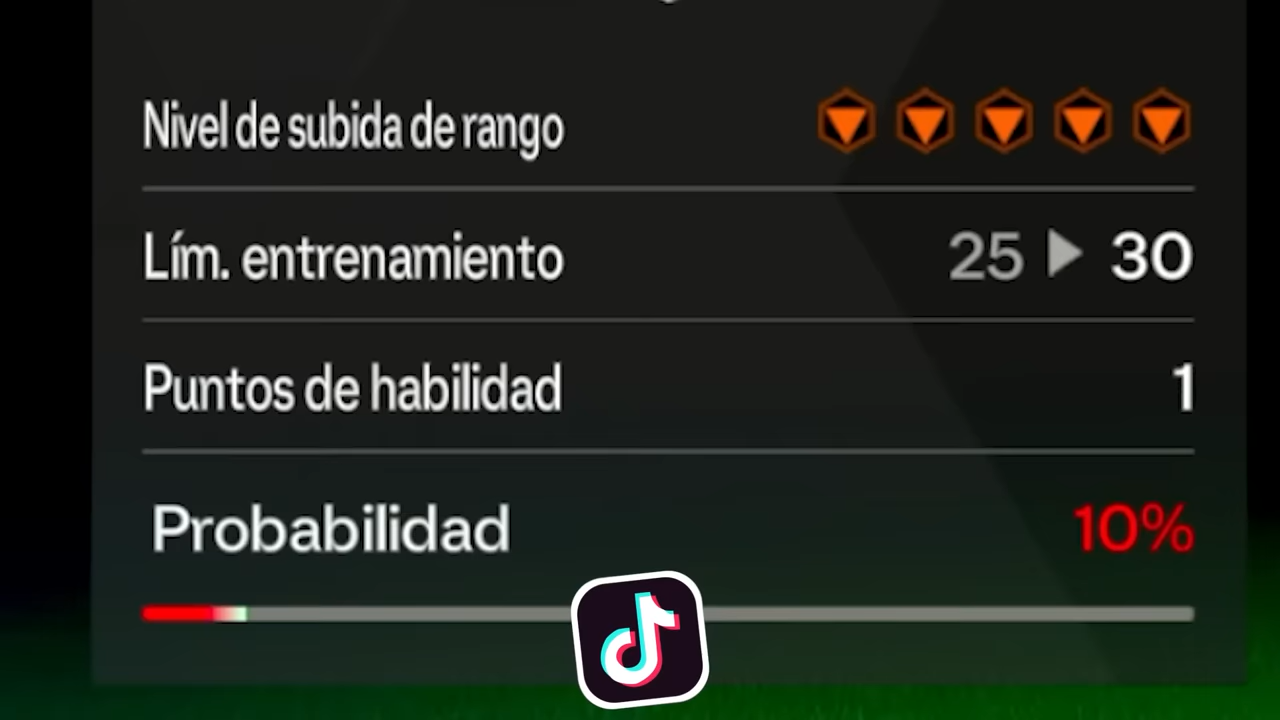 Nivel de subida de rango
Lím. entrenamiento 25 30
Puntos de habilidad 1
Probabilidad 10%